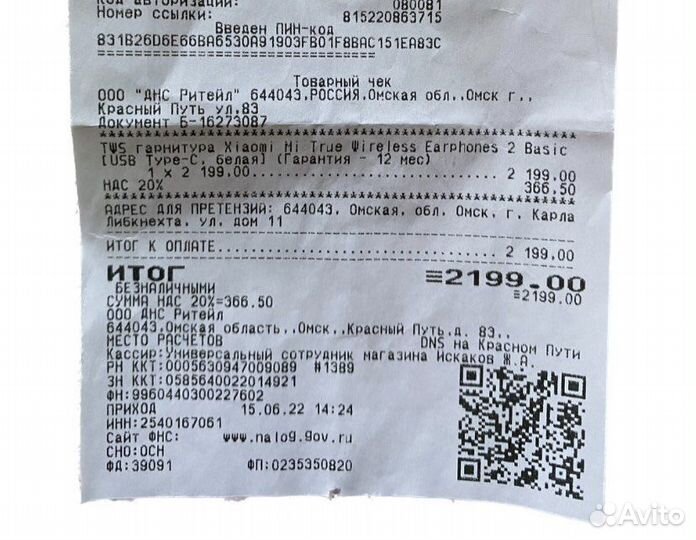 Код авторизации: 080081
Номер ссылки: 815220863715
Введен ПИН-код
831B26D6E66BA6530A91903FB01F8BAC151EA83C
================================
Товарный чек
ООО "ДНС Ритейл" 644043,РОССИЯ,Омская обл.,Омск г.,
Красный Путь ул,83
Документ Б-16273087
TWS гарнитура Xiaomi Mi True Wireless Earphones 2 Basic
[USB Type-C, белая] (Гарантия - 12 мес)
1 x 2 199.00 2 199.00
НДС 20% 366.50
АДРЕС ДЛЯ ПРЕТЕНЗИЙ: 644043, Омская, обл. Омск, г. Карла
Либкнехта, ул. дом 11
ИТОГ К ОПЛАТЕ 2 199.00
ИТОГ ≡2199.00
БЕЗНАЛИЧНЫМИ ≡2199.00
СУММА НДС 20%=366.50
ООО ДНС Ритейл
644043,Омская область,,Омск,,Красный Путь,д. 83,,
МЕСТО РАСЧЕТОВ DNS на Красном Пути
Кассир:Универсальный сотрудник магазина Искаков Ж.А.
РН ККТ:0005630947009089 #1389
ЗН ККТ:0585640022014921
ФН:9960440300227602
ПРИХОД 15.06.22 14:24
ИНН:2540167061
Сайт ФНС: www.nalog.gov.ru
СНО:ОСН
ФД:39091 ФП:0235350820
Avito